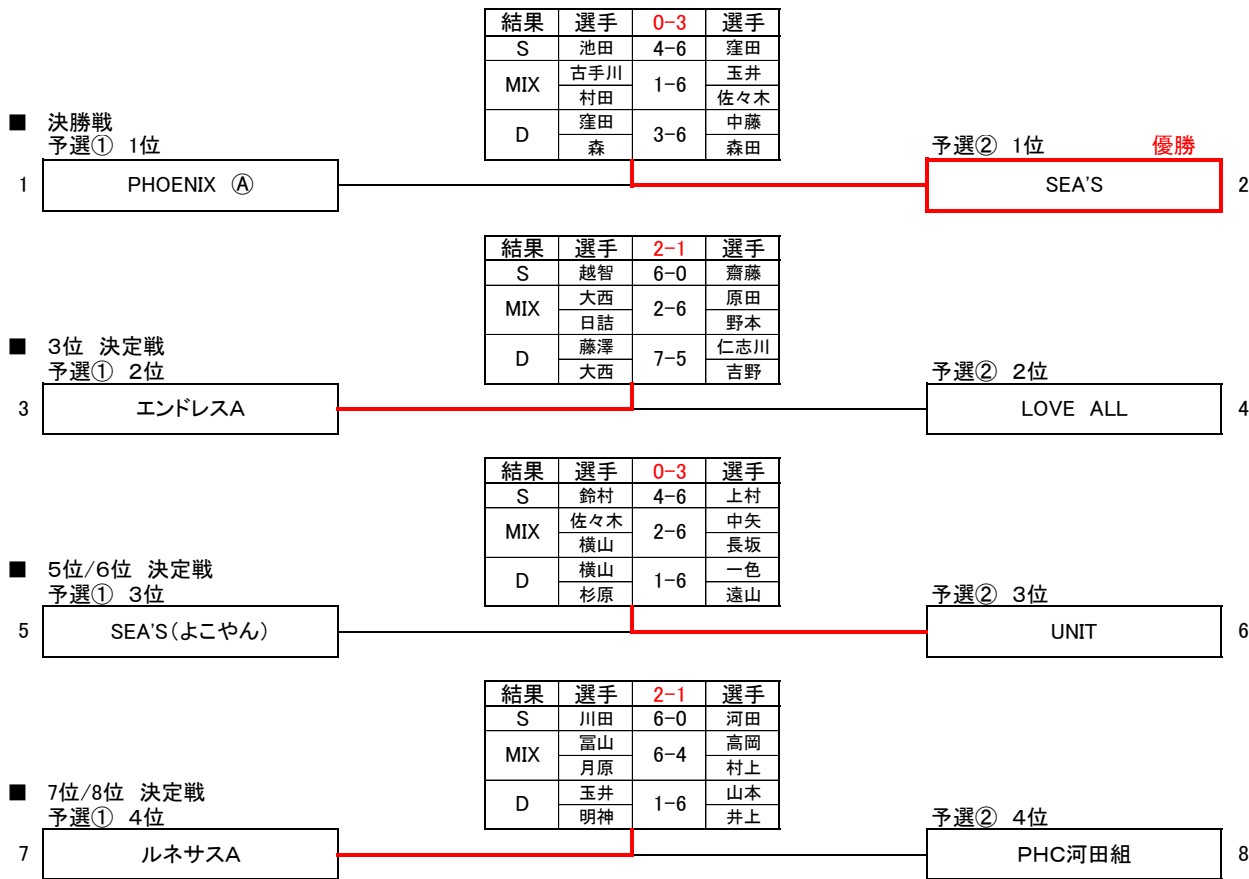 結果 選手 0-3 選手
S 池田 4-6 窪田
MIX 古手川 1-6 玉井
村田 佐々木
D 窪田 3-6 中藤
森 森田
■ 決勝戦
予選① 1位
予選② 1位 優勝
1 PHOENIX Ⓐ
SEA'S 2
結果 選手 2-1 選手
S 越智 6-0 齋藤
MIX 大西 2-6 原田
日詰 野本
D 藤澤 7-5 仁志川
大西 吉野
■ 3位 決定戦
予選① 2位
予選② 2位
3 エンドレスA
LOVE ALL 4
結果 選手 0-3 選手
S 鈴村 4-6 上村
MIX 佐々木 2-6 中矢
横山 長坂
D 横山 1-6 一色
杉原 遠山
■ 5位/6位 決定戦
予選① 3位
予選② 3位
5 SEA'S(よこやん)
UNIT 6
結果 選手 2-1 選手
S 川田 6-0 河田
MIX 冨山 6-4 高岡
月原 村上
D 玉井 1-6 山本
明神 井上
■ 7位/8位 決定戦
予選① 4位
予選② 4位
7 ルネサスA
PHC河田組 8